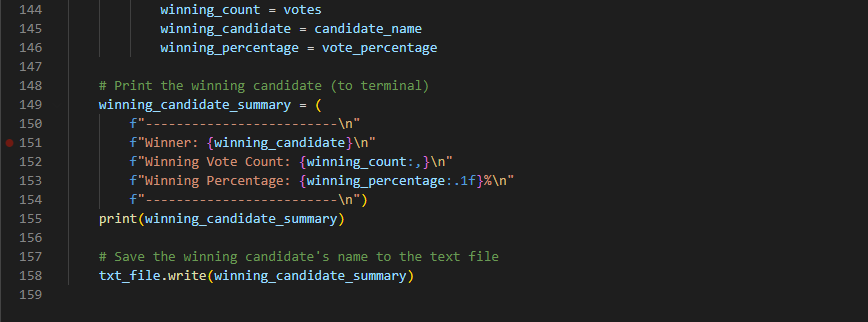 144 winning_count = votes
145 winning_candidate = candidate_name
146 winning_percentage = vote_percentage
147
148 # Print the winning candidate (to terminal)
149 winning_candidate_summary = (
150 f"-------------------------\n"
151 f"Winner: {winning_candidate}\n"
152 f"Winning Vote Count: {winning_count:,}\n"
153 f"Winning Percentage: {winning_percentage:.1f}%\n"
154 f"-------------------------\n")
155 print(winning_candidate_summary)
156
157 # Save the winning candidate's name to the text file
158 txt_file.write(winning_candidate_summary)
159